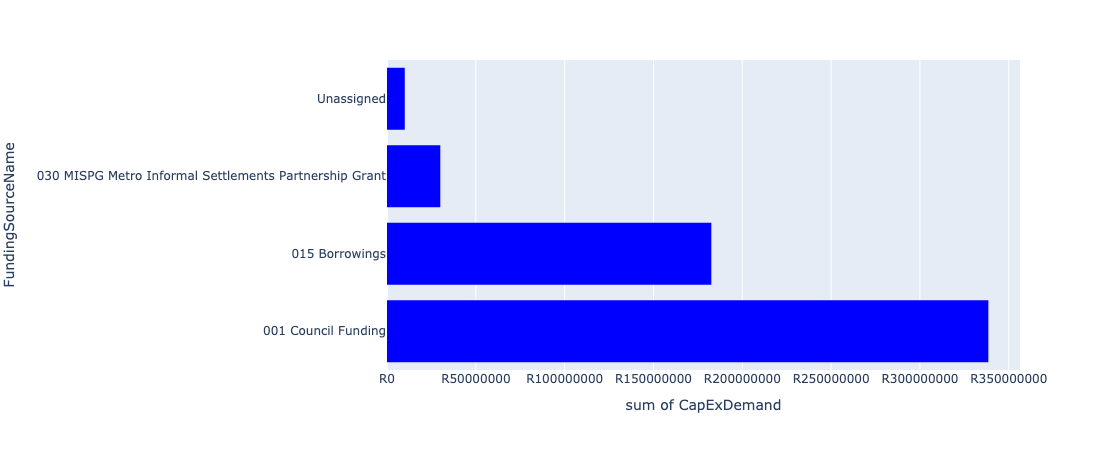 FundingSourceName
Unassigned
030 MISPG Metro Informal Settlements Partnership Grant
015 Borrowings
001 Council Funding
R0 R50000000 R100000000 R150000000 R200000000 R250000000 R300000000 R350000000
sum of CapExDemand